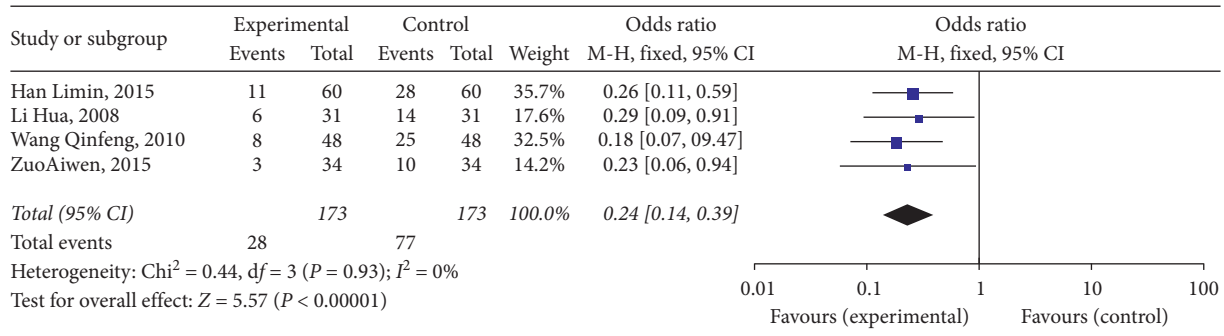 Study or subgroup Experimental Control Weight Odds ratio Odds ratio
Events Total Events Total M-H, fixed, 95% CI M-H, fixed, 95% CI
Han Limin, 2015 11 60 28 60 35.7% 0.26 [0.11, 0.59]
Li Hua, 2008 6 31 14 31 17.6% 0.29 [0.09, 0.91]
Wang Qinfeng, 2010 8 48 25 48 32.5% 0.18 [0.07, 09.47]
ZuoAiwen, 2015 3 34 10 34 14.2% 0.23 [0.06, 0.94]
Total (95% CI) 173 173 100.0% 0.24 [0.14, 0.39]
Total events 28 77
Heterogeneity: Chi² = 0.44, df = 3 (P = 0.93); I² = 0%
Test for overall effect: Z = 5.57 (P < 0.00001)
0.01 0.1 1 10 100
Favours (experimental) Favours (control)